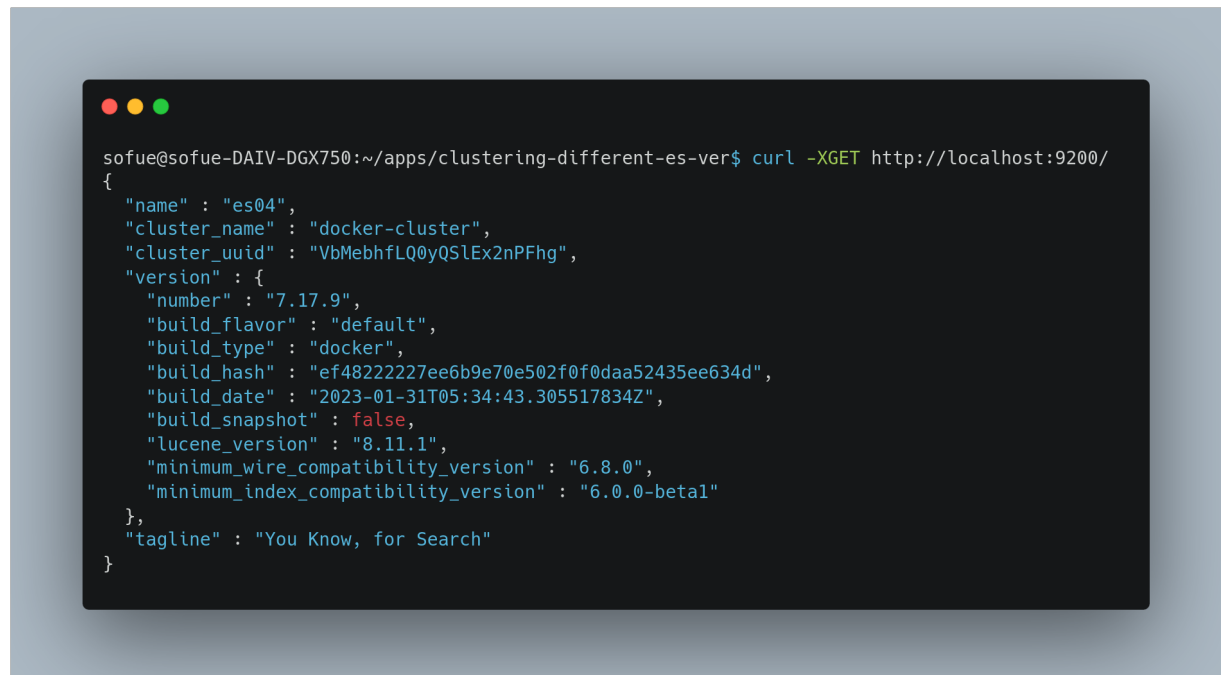 sofue@sofue-DAIV-DGX750:~/apps/clustering-different-es-ver$ curl -XGET http://localhost:9200/
{
  "name" : "es04",
  "cluster_name" : "docker-cluster",
  "cluster_uuid" : "VbMebhfLQ0yQSlEx2nPFhg",
  "version" : {
    "number" : "7.17.9",
    "build_flavor" : "default",
    "build_type" : "docker",
    "build_hash" : "ef48222227ee6b9e70e502f0f0daa52435ee634d",
    "build_date" : "2023-01-31T05:34:43.305517834Z",
    "build_snapshot" : false,
    "lucene_version" : "8.11.1",
    "minimum_wire_compatibility_version" : "6.8.0",
    "minimum_index_compatibility_version" : "6.0.0-beta1"
  },
  "tagline" : "You Know, for Search"
}